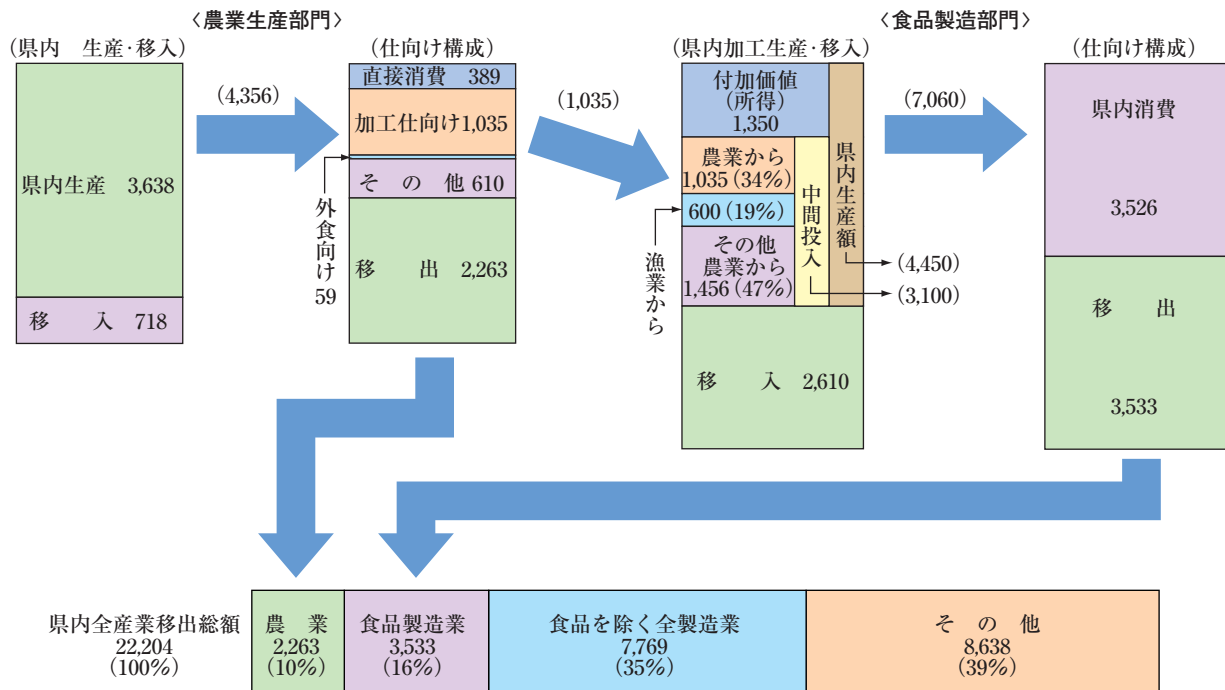 〈農業生産部門〉
〈食品製造部門〉
(県内　生産・移入)
(仕向け構成)
(県内加工生産・移入)
(仕向け構成)
県内生産 3,638
移　入 718
(4,356)
直接消費 389
加工仕向け1,035
外食向け59
そ の 他 610
移　出 2,263
(1,035)
付加価値
(所得)
1,350
農業から
1,035 (34%)
600 (19%)
漁業から
その他
農業から
1,456 (47%)
中間投入
県内生産額
(4,450)
(3,100)
移　入 2,610
(7,060)
県内消費
3,526
移　出
3,533
県内全産業移出総額
22,204
(100%)
農　業
2,263
(10%)
食品製造業
3,533
(16%)
食品を除く全製造業
7,769
(35%)
そ の 他
8,638
(39%)